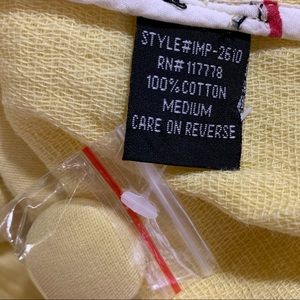 STYLE#IMP-2610
RN#117778
100%COTTON
MEDIUM
CARE ON REVERSE